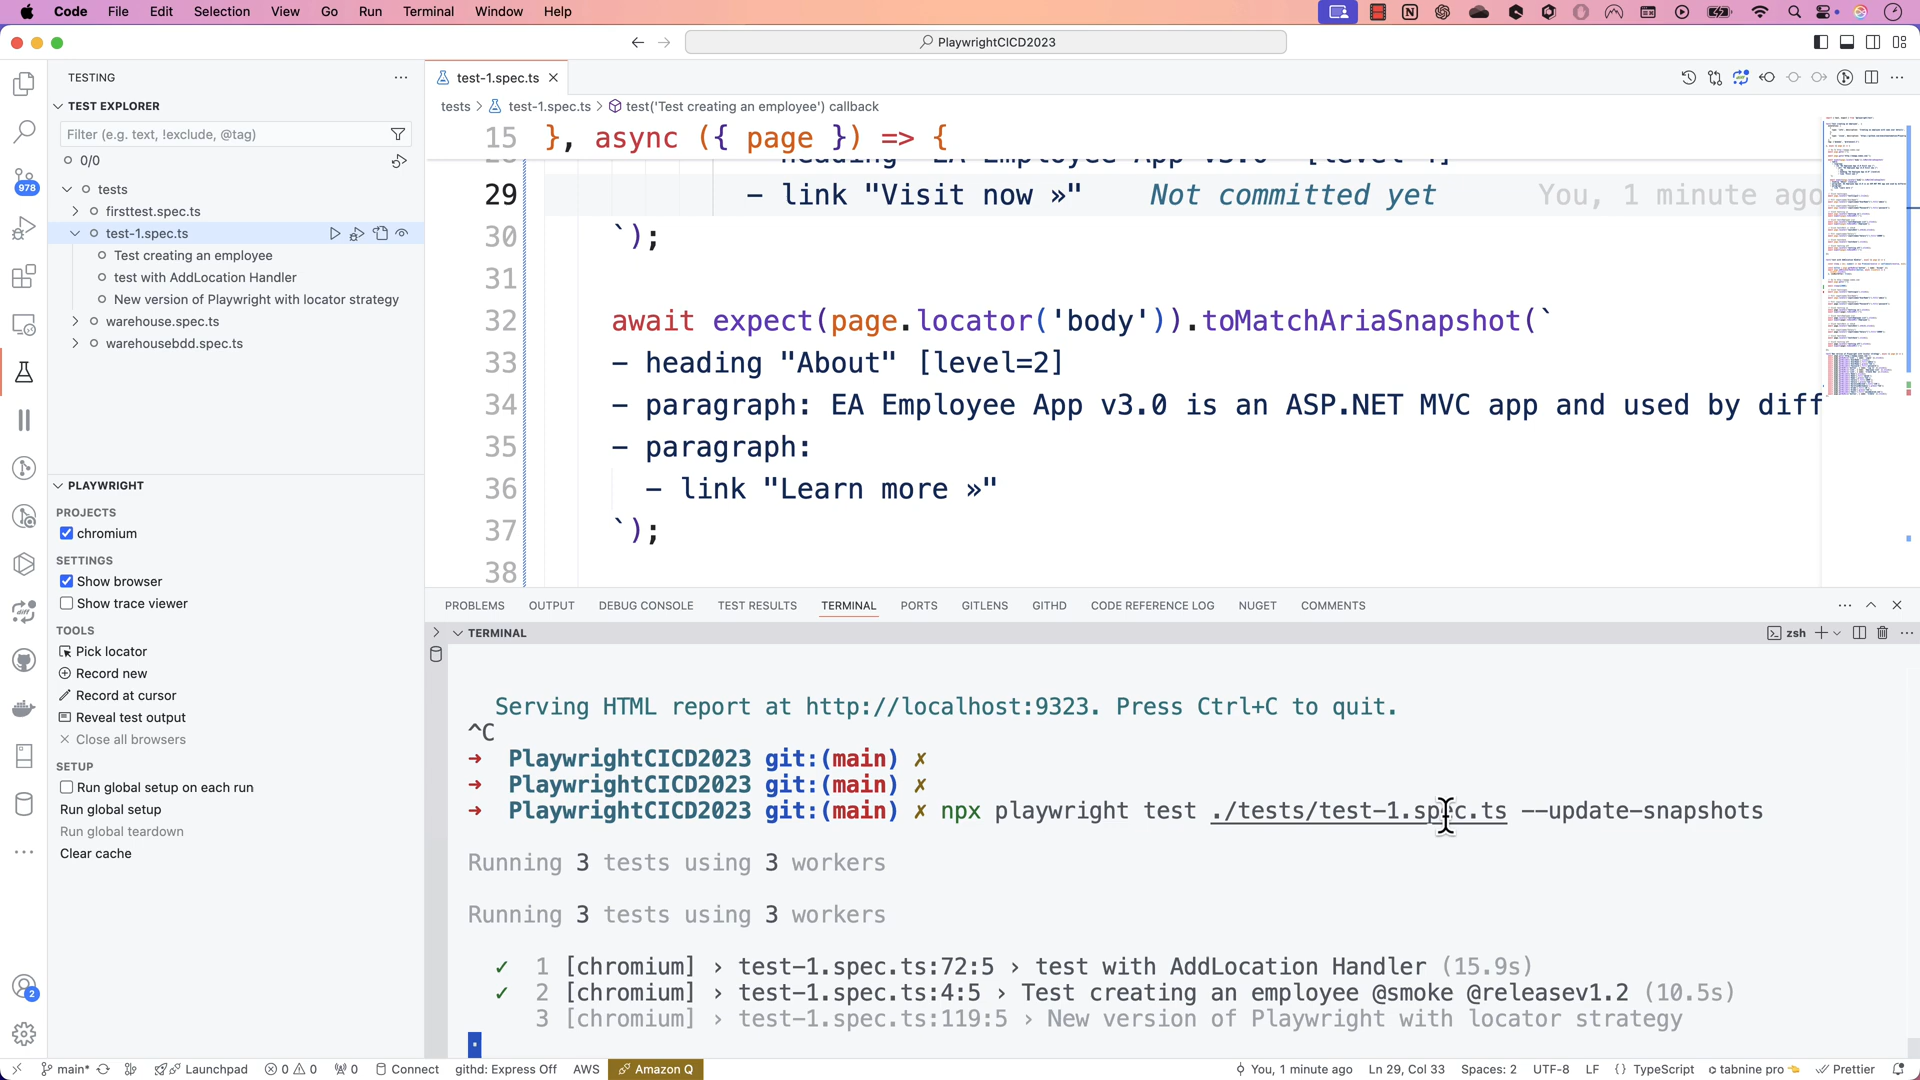 Code File Edit Selection View Go Run Terminal Window Help
PlaywrightCICD2023
TESTING
test-1.spec.ts
TEST EXPLORER
tests > test-1.spec.ts > test('Test creating an employee') callback
Filter (e.g. text, !exclude, @tag)
0/0
978
tests
firsttest.spec.ts
test-1.spec.ts
Test creating an employee
test with AddLocation Handler
New version of Playwright with locator strategy
warehouse.spec.ts
warehousebdd.spec.ts
15 }, async ({ page }) => {
29 - link "Visit now »" Not committed yet You, 1 minute ago
30 `);
31
32 await expect(page.locator('body')).toMatchAriaSnapshot(`
33 - heading "About" [level=2]
34 - paragraph: EA Employee App v3.0 is an ASP.NET MVC app and used by diff
35 - paragraph:
36 - link "Learn more »"
37 `);
38
PLAYWRIGHT
PROJECTS
chromium
SETTINGS
Show browser
Show trace viewer
TOOLS
Pick locator
Record new
Record at cursor
Reveal test output
Close all browsers
SETUP
Run global setup on each run
Run global setup
Run global teardown
Clear cache
2
PROBLEMS OUTPUT DEBUG CONSOLE TEST RESULTS TERMINAL PORTS GITLENS GITHD CODE REFERENCE LOG NUGET COMMENTS
TERMINAL
zsh
Serving HTML report at http://localhost:9323. Press Ctrl+C to quit.
^C
→ PlaywrightCICD2023 git:(main) ✗
→ PlaywrightCICD2023 git:(main) ✗
→ PlaywrightCICD2023 git:(main) ✗ npx playwright test ./tests/test-1.spec.ts --update-snapshots
Running 3 tests using 3 workers
Running 3 tests using 3 workers
✓ 1 [chromium] › test-1.spec.ts:72:5 › test with AddLocation Handler (15.9s)
✓ 2 [chromium] › test-1.spec.ts:4:5 › Test creating an employee @smoke @releasev1.2 (10.5s)
3 [chromium] › test-1.spec.ts:119:5 › New version of Playwright with locator strategy
main* Launchpad 0 0 0 Connect githd: Express Off AWS Amazon Q You, 1 minute ago Ln 29, Col 33 Spaces: 2 UTF-8 LF {} TypeScript tabnine pro Prettier